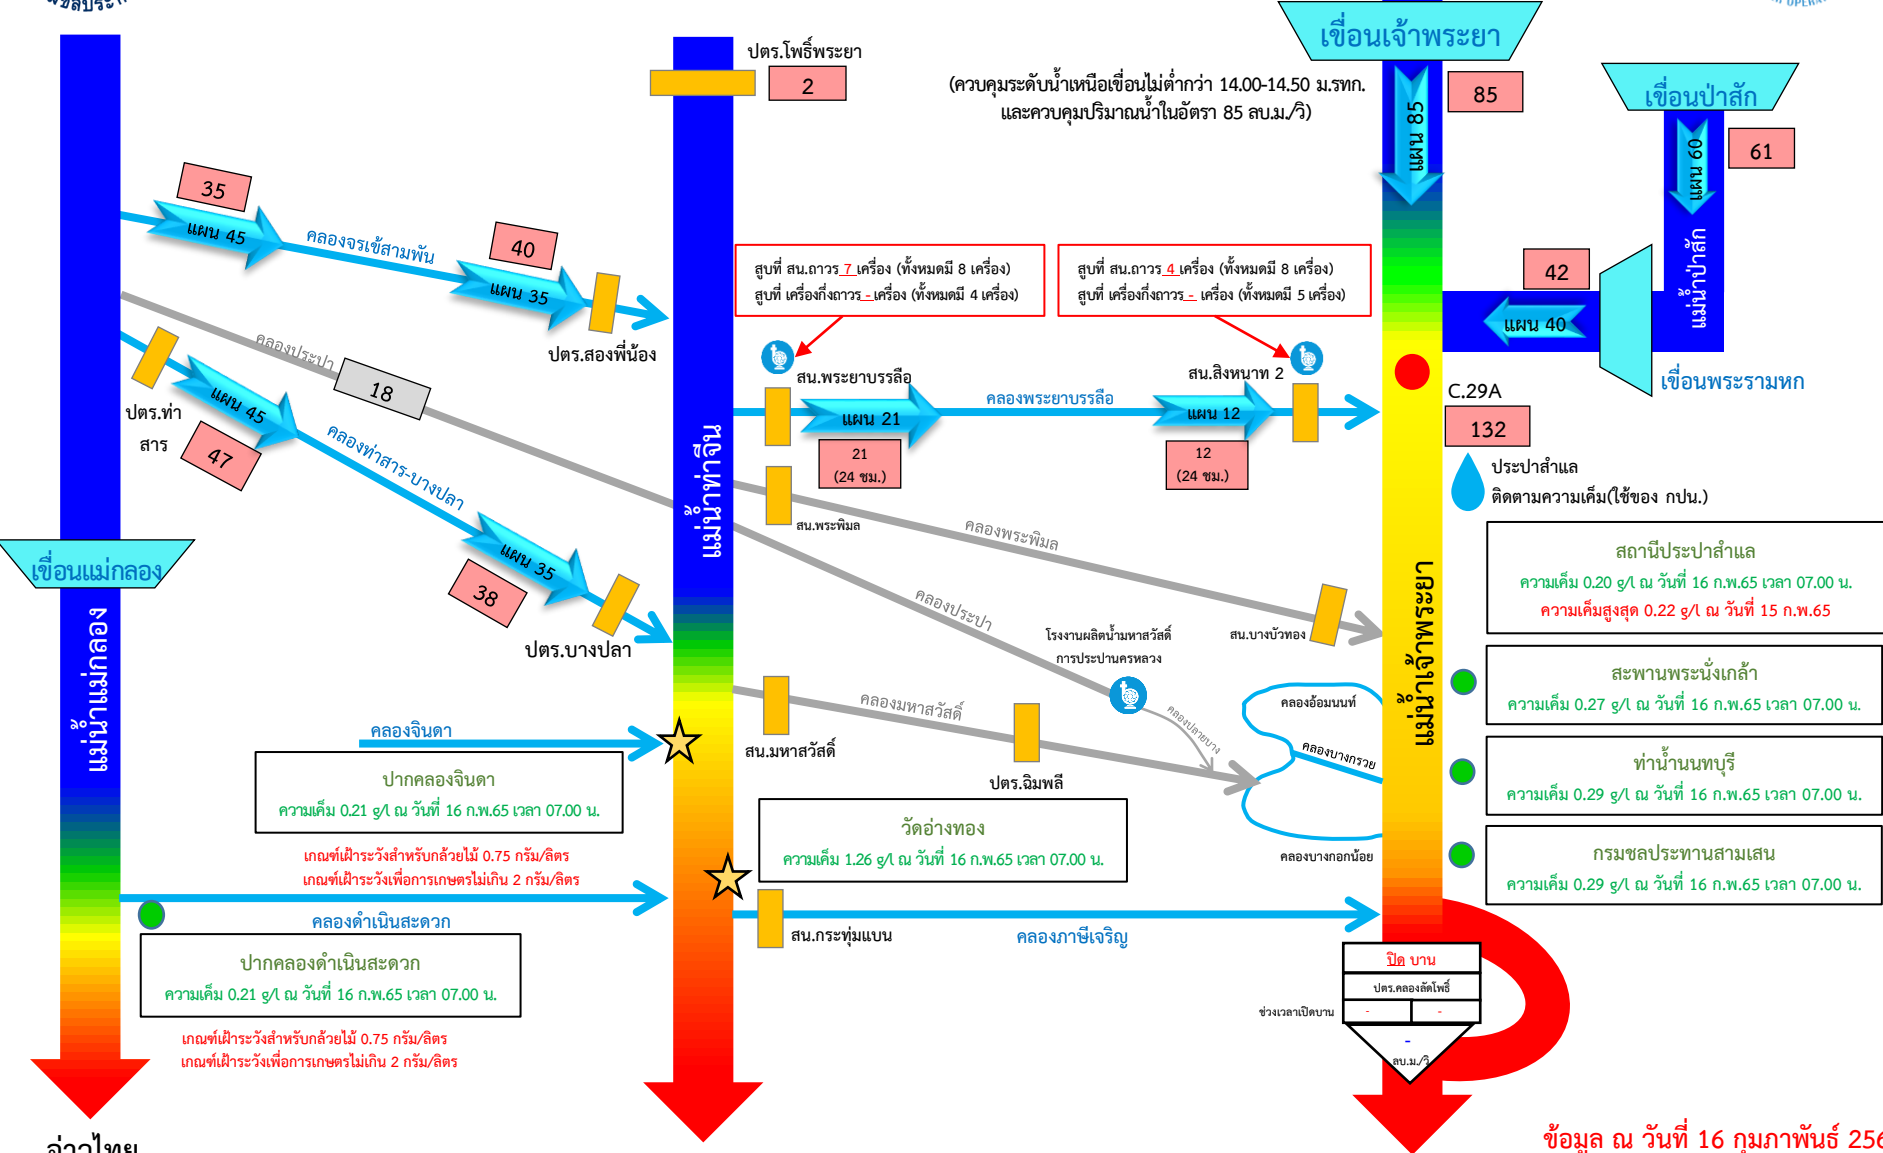 เขื่อนเจ้าพระยา
ปตร.โพธิ์พระยา
2
(ควบคุมระดับน้ำเหนือเขื่อนไม่ต่ำกว่า 14.00-14.50 ม.รทก.
และควบคุมปริมาณน้ำในอัตรา 85 ลบ.ม./วิ)
แผน 85
85
เขื่อนป่าสัก
แผน 60
61
แม่น้ำป่าสัก
35
แผน 45
คลองจรเข้สามพัน
40
แผน 35
ปตร.สองพี่น้อง
สูบที่ สน.ถาวร 7 เครื่อง (ทั้งหมดมี 8 เครื่อง)
สูบที่ เครื่องกึ่งถาวร - เครื่อง (ทั้งหมดมี 4 เครื่อง)
สูบที่ สน.ถาวร 4 เครื่อง (ทั้งหมดมี 8 เครื่อง)
สูบที่ เครื่องกึ่งถาวร - เครื่อง (ทั้งหมดมี 5 เครื่อง)
42
แผน 40
เขื่อนพระรามหก
คลองประปา
18
ปตร.ท่า
สาร
แผน 45
47
คลองท่าสาร-บางปลา
แผน 35
38
ปตร.บางปลา
แม่น้ำท่าจีน
สน.พระยาบรรลือ
แผน 21
21
(24 ชม.)
คลองพระยาบรรลือ
สน.สิงหนาท 2
แผน 12
12
(24 ชม.)
C.29A
132
ประปาสำแล
ติดตามความเค็ม(ใช้ของ กปน.)
สน.พระพิมล
คลองพระพิมล
สน.บางบัวทอง
คลองประปา
โรงงานผลิตน้ำมหาสวัสดิ์
การประปานครหลวง
เขื่อนแม่กลอง
แม่น้ำแม่กลอง
แม่น้ำเจ้าพระยา
สถานีประปาสำแล
ความเค็ม 0.20 g/l ณ วันที่ 16 ก.พ.65 เวลา 07.00 น.
ความเค็มสูงสุด 0.22 g/l ณ วันที่ 15 ก.พ.65
สะพานพระนั่งเกล้า
ความเค็ม 0.27 g/l ณ วันที่ 16 ก.พ.65 เวลา 07.00 น.
ท่าน้ำนนทบุรี
ความเค็ม 0.29 g/l ณ วันที่ 16 ก.พ.65 เวลา 07.00 น.
กรมชลประทานสามเสน
ความเค็ม 0.29 g/l ณ วันที่ 16 ก.พ.65 เวลา 07.00 น.
คลองจินดา
ปากคลองจินดา
ความเค็ม 0.21 g/l ณ วันที่ 16 ก.พ.65 เวลา 07.00 น.
เกณฑ์เฝ้าระวังสำหรับกล้วยไม้ 0.75 กรัม/ลิตร
เกณฑ์เฝ้าระวังเพื่อการเกษตรไม่เกิน 2 กรัม/ลิตร
สน.มหาสวัสดิ์
คลองมหาสวัสดิ์
ปตร.ฉิมพลี
คลองปลายบาง
คลองอ้อมนนท์
คลองบางกรวย
คลองบางกอกน้อย
วัดอ่างทอง
ความเค็ม 1.26 g/l ณ วันที่ 16 ก.พ.65 เวลา 07.00 น.
คลองดำเนินสะดวก
ปากคลองดำเนินสะดวก
ความเค็ม 0.21 g/l ณ วันที่ 16 ก.พ.65 เวลา 07.00 น.
เกณฑ์เฝ้าระวังสำหรับกล้วยไม้ 0.75 กรัม/ลิตร
เกณฑ์เฝ้าระวังเพื่อการเกษตรไม่เกิน 2 กรัม/ลิตร
สน.กระทุ่มแบน
คลองภาษีเจริญ
ปิด บาน
ปตร.คลองลัดโพธิ์
ช่วงเวลาเปิดบาน
- -
-
ลบ.ม./วิ
อ่าวไทย
ข้อมูล ณ วันที่ 16 กุมภาพันธ์ 256